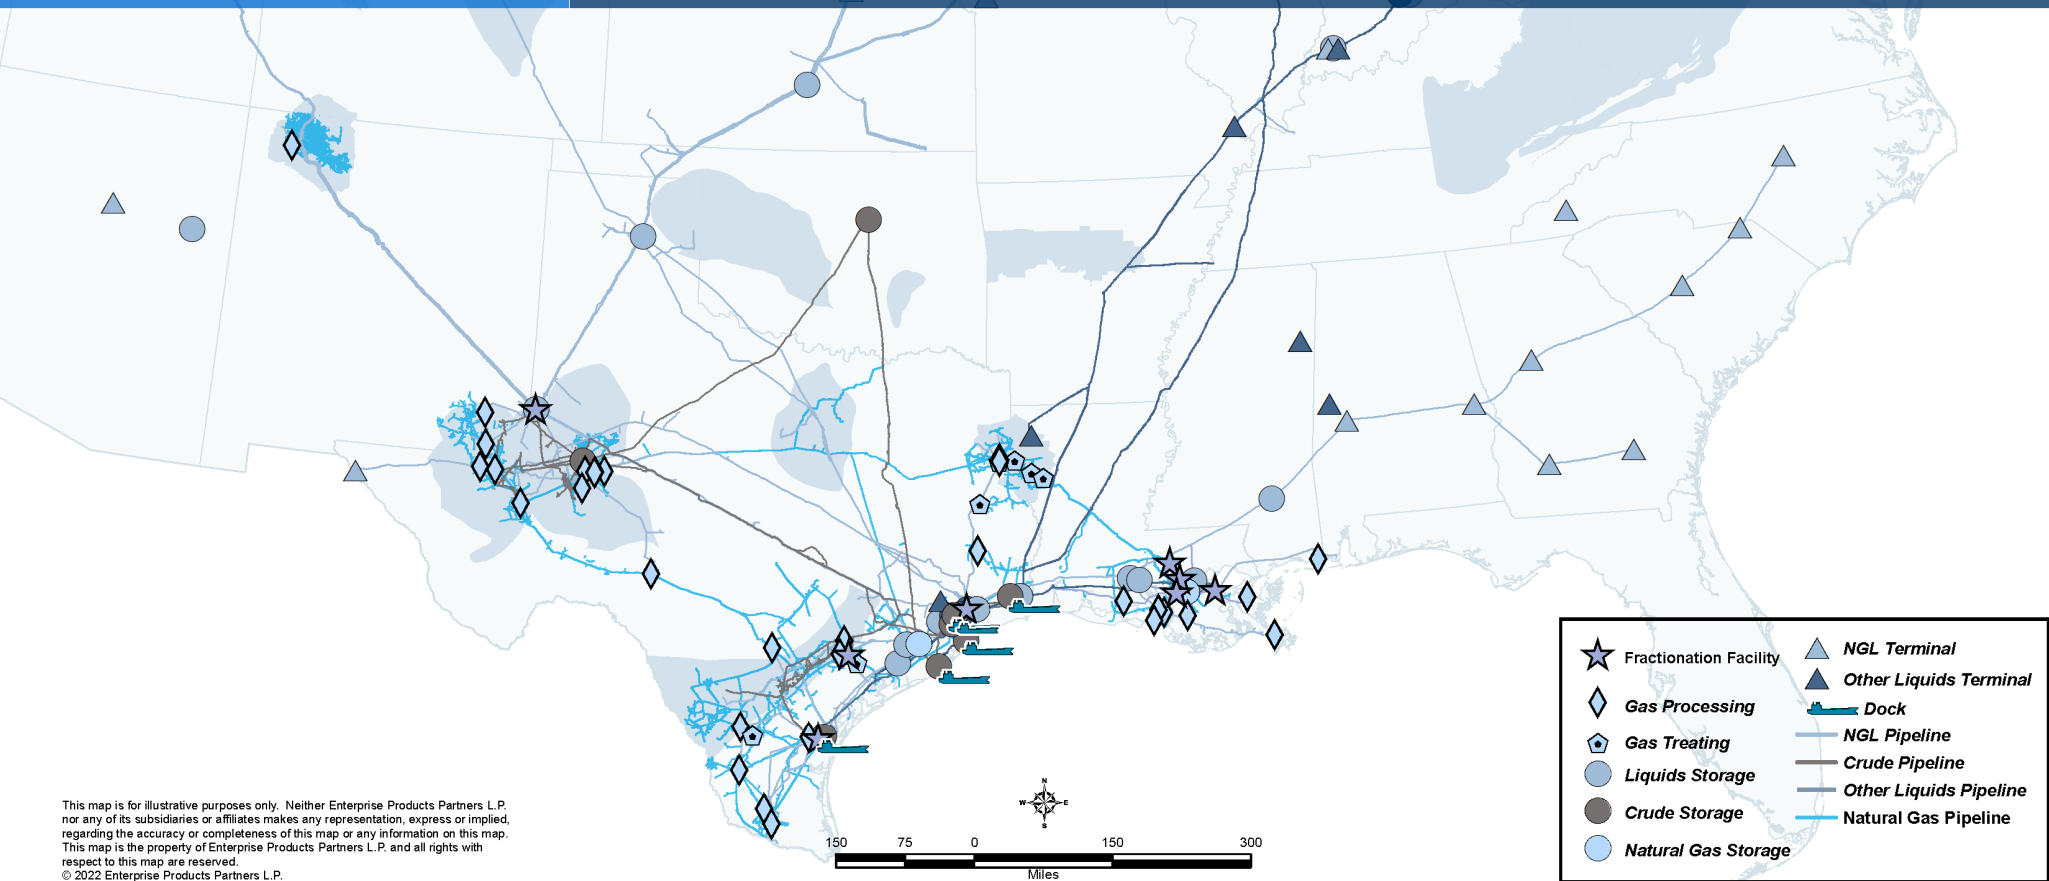 Fractionation Facility
Gas Processing
Gas Treating
Liquids Storage
Crude Storage
Natural Gas Storage
NGL Terminal
Other Liquids Terminal
Dock
NGL Pipeline
Crude Pipeline
Other Liquids Pipeline
Natural Gas Pipeline
N
W E
S
150 75 0 150 300
Miles
This map is for illustrative purposes only. Neither Enterprise Products Partners L.P.
nor any of its subsidiaries or affiliates makes any representation, express or implied,
regarding the accuracy or completeness of this map or any information on this map.
This map is the property of Enterprise Products Partners L.P. and all rights with
respect to this map are reserved.
© 2022 Enterprise Products Partners L.P.